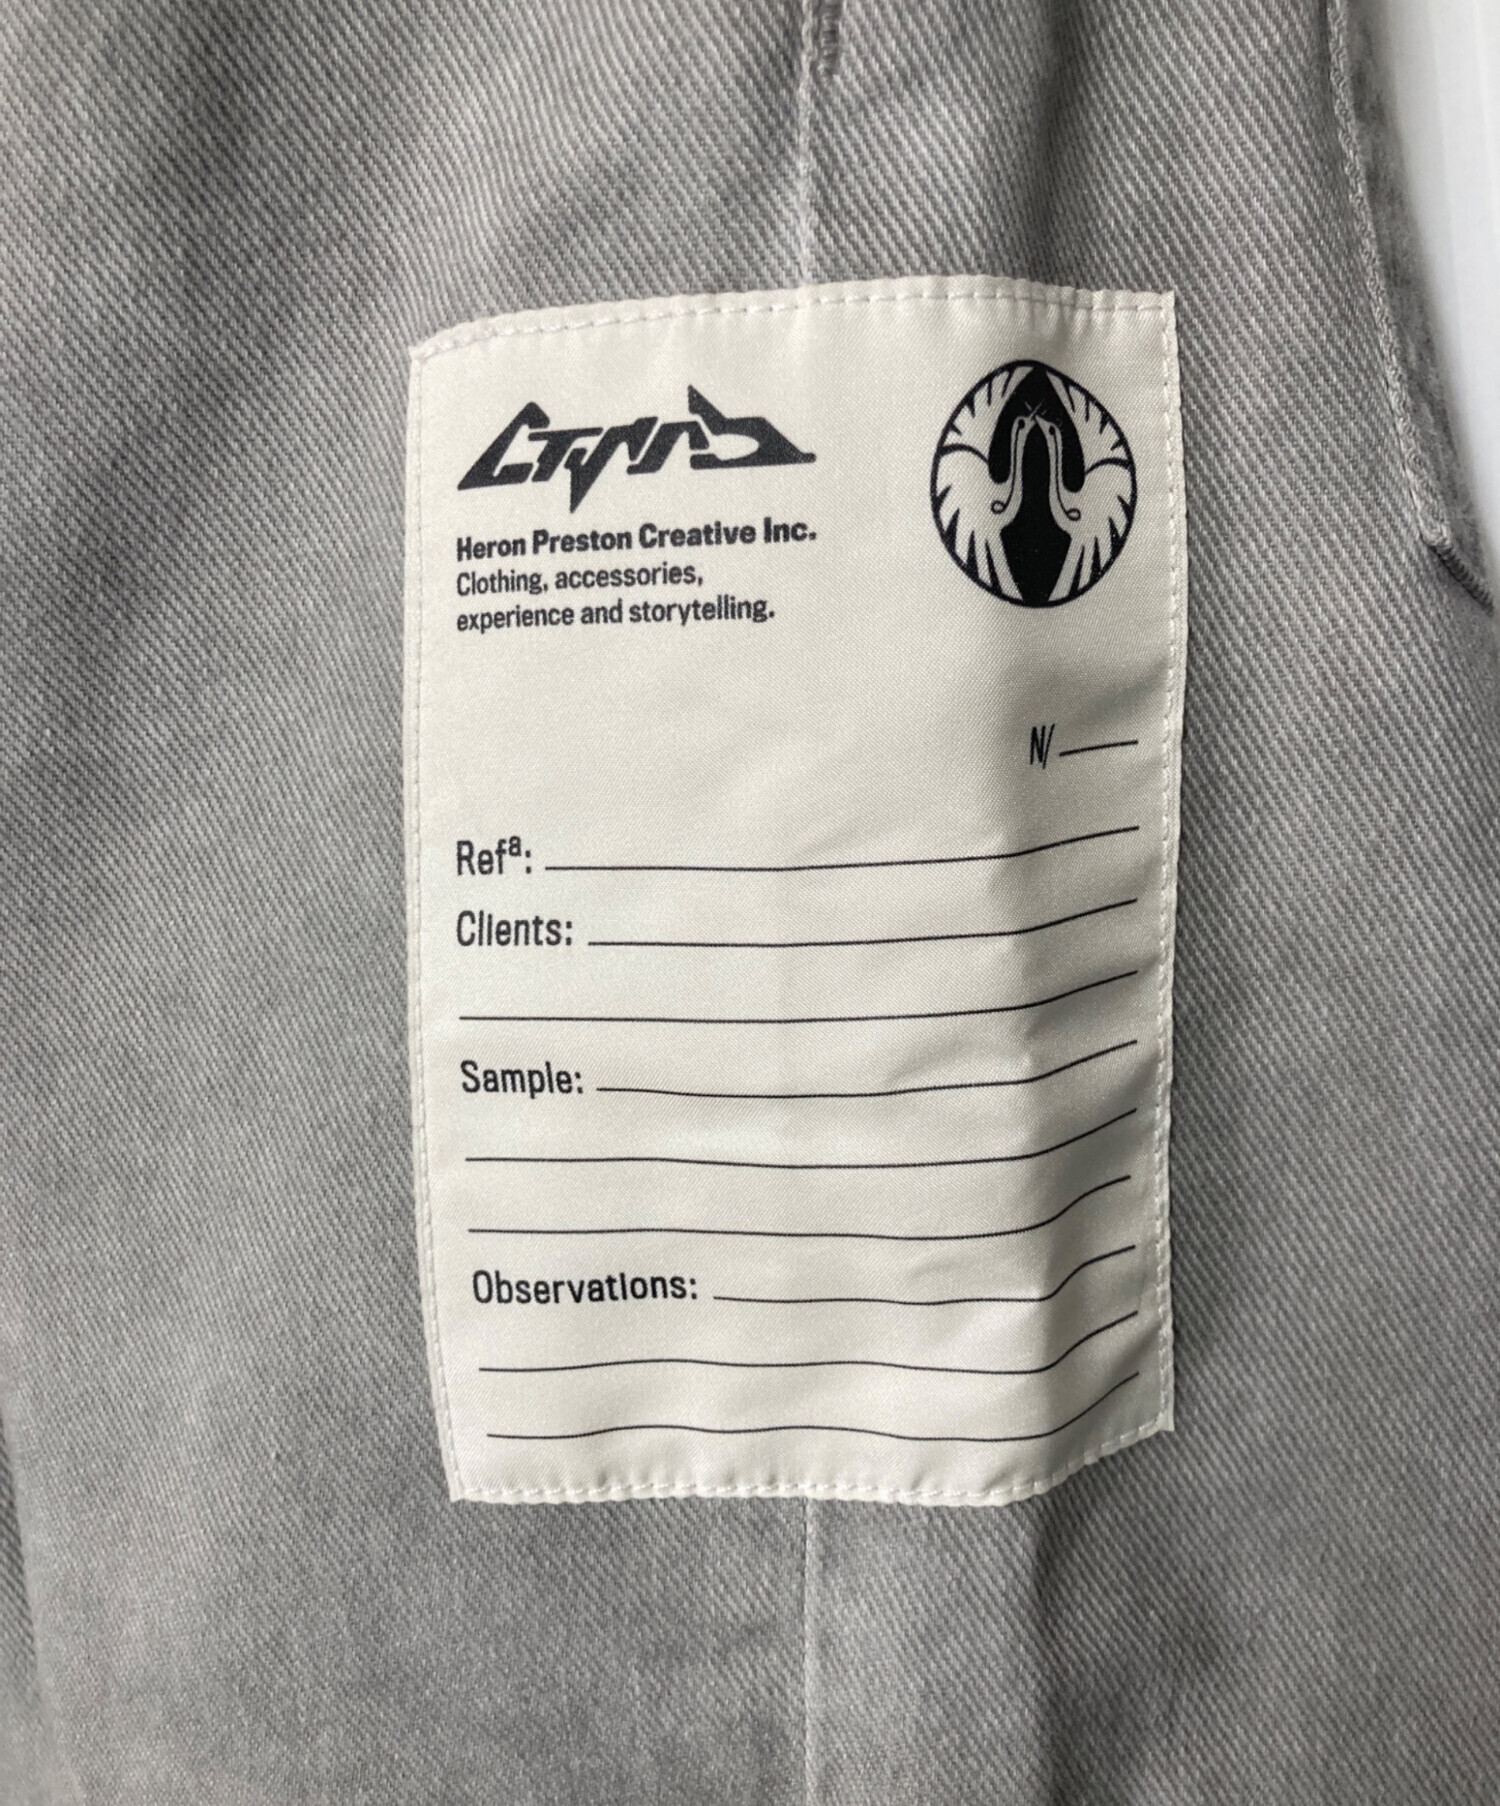 Heron Preston Creative Inc.
Clothing, accessories,
experience and storytelling.
N/
Refª:
Clients:
Sample:
Observations: